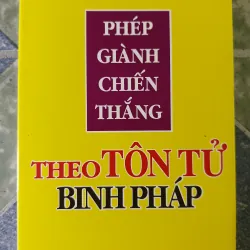 PHÉP
GIÀNH
CHIẾN
THẮNG
THEO TÔN TỬ
BINH PHÁP